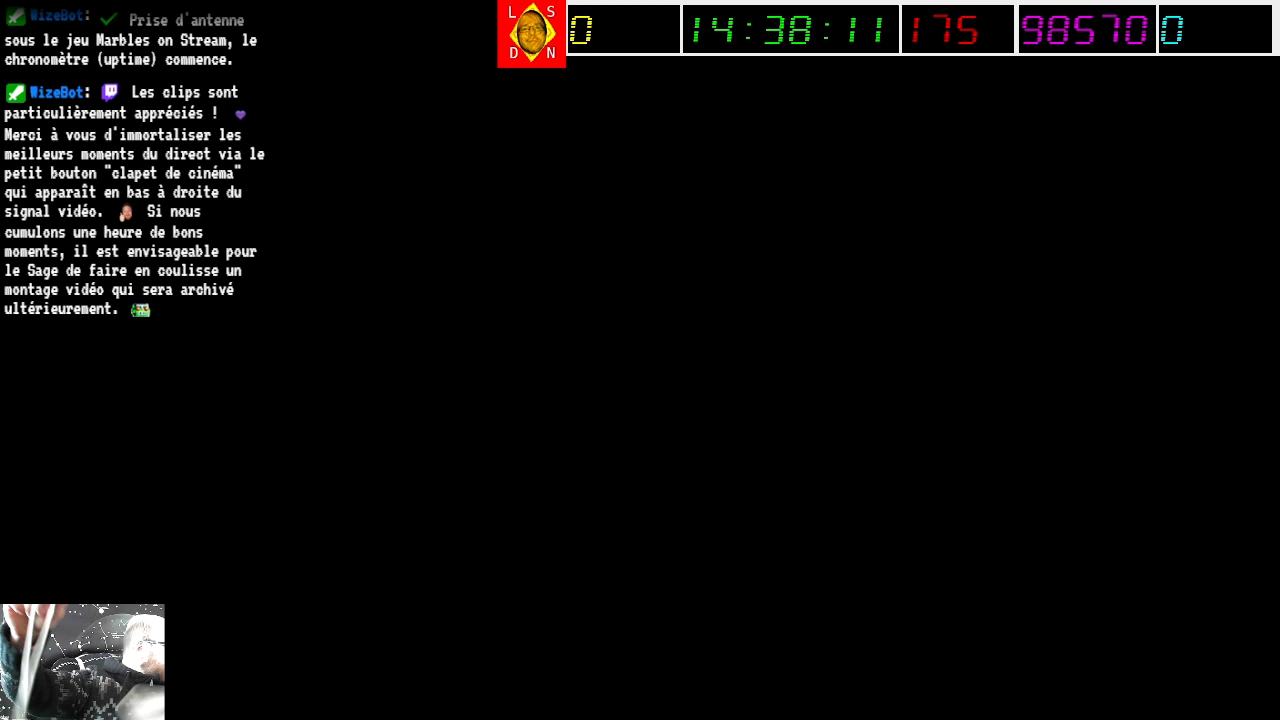 WizeBot: Prise d'antenne
sous le jeu Marbles on Stream, le
chronomètre (uptime) commence.
WizeBot: Les clips sont
particulièrement appréciés !
Merci à vous d'immortaliser les
meilleurs moments du direct via le
petit bouton "clapet de cinéma"
qui apparaît en bas à droite du
signal vidéo. Si nous
cumulons une heure de bons
moments, il est envisageable pour
le Sage de faire en coulisse un
montage vidéo qui sera archivé
ultérieurement.
L S
D N
0 14:38:11 175 98570 0